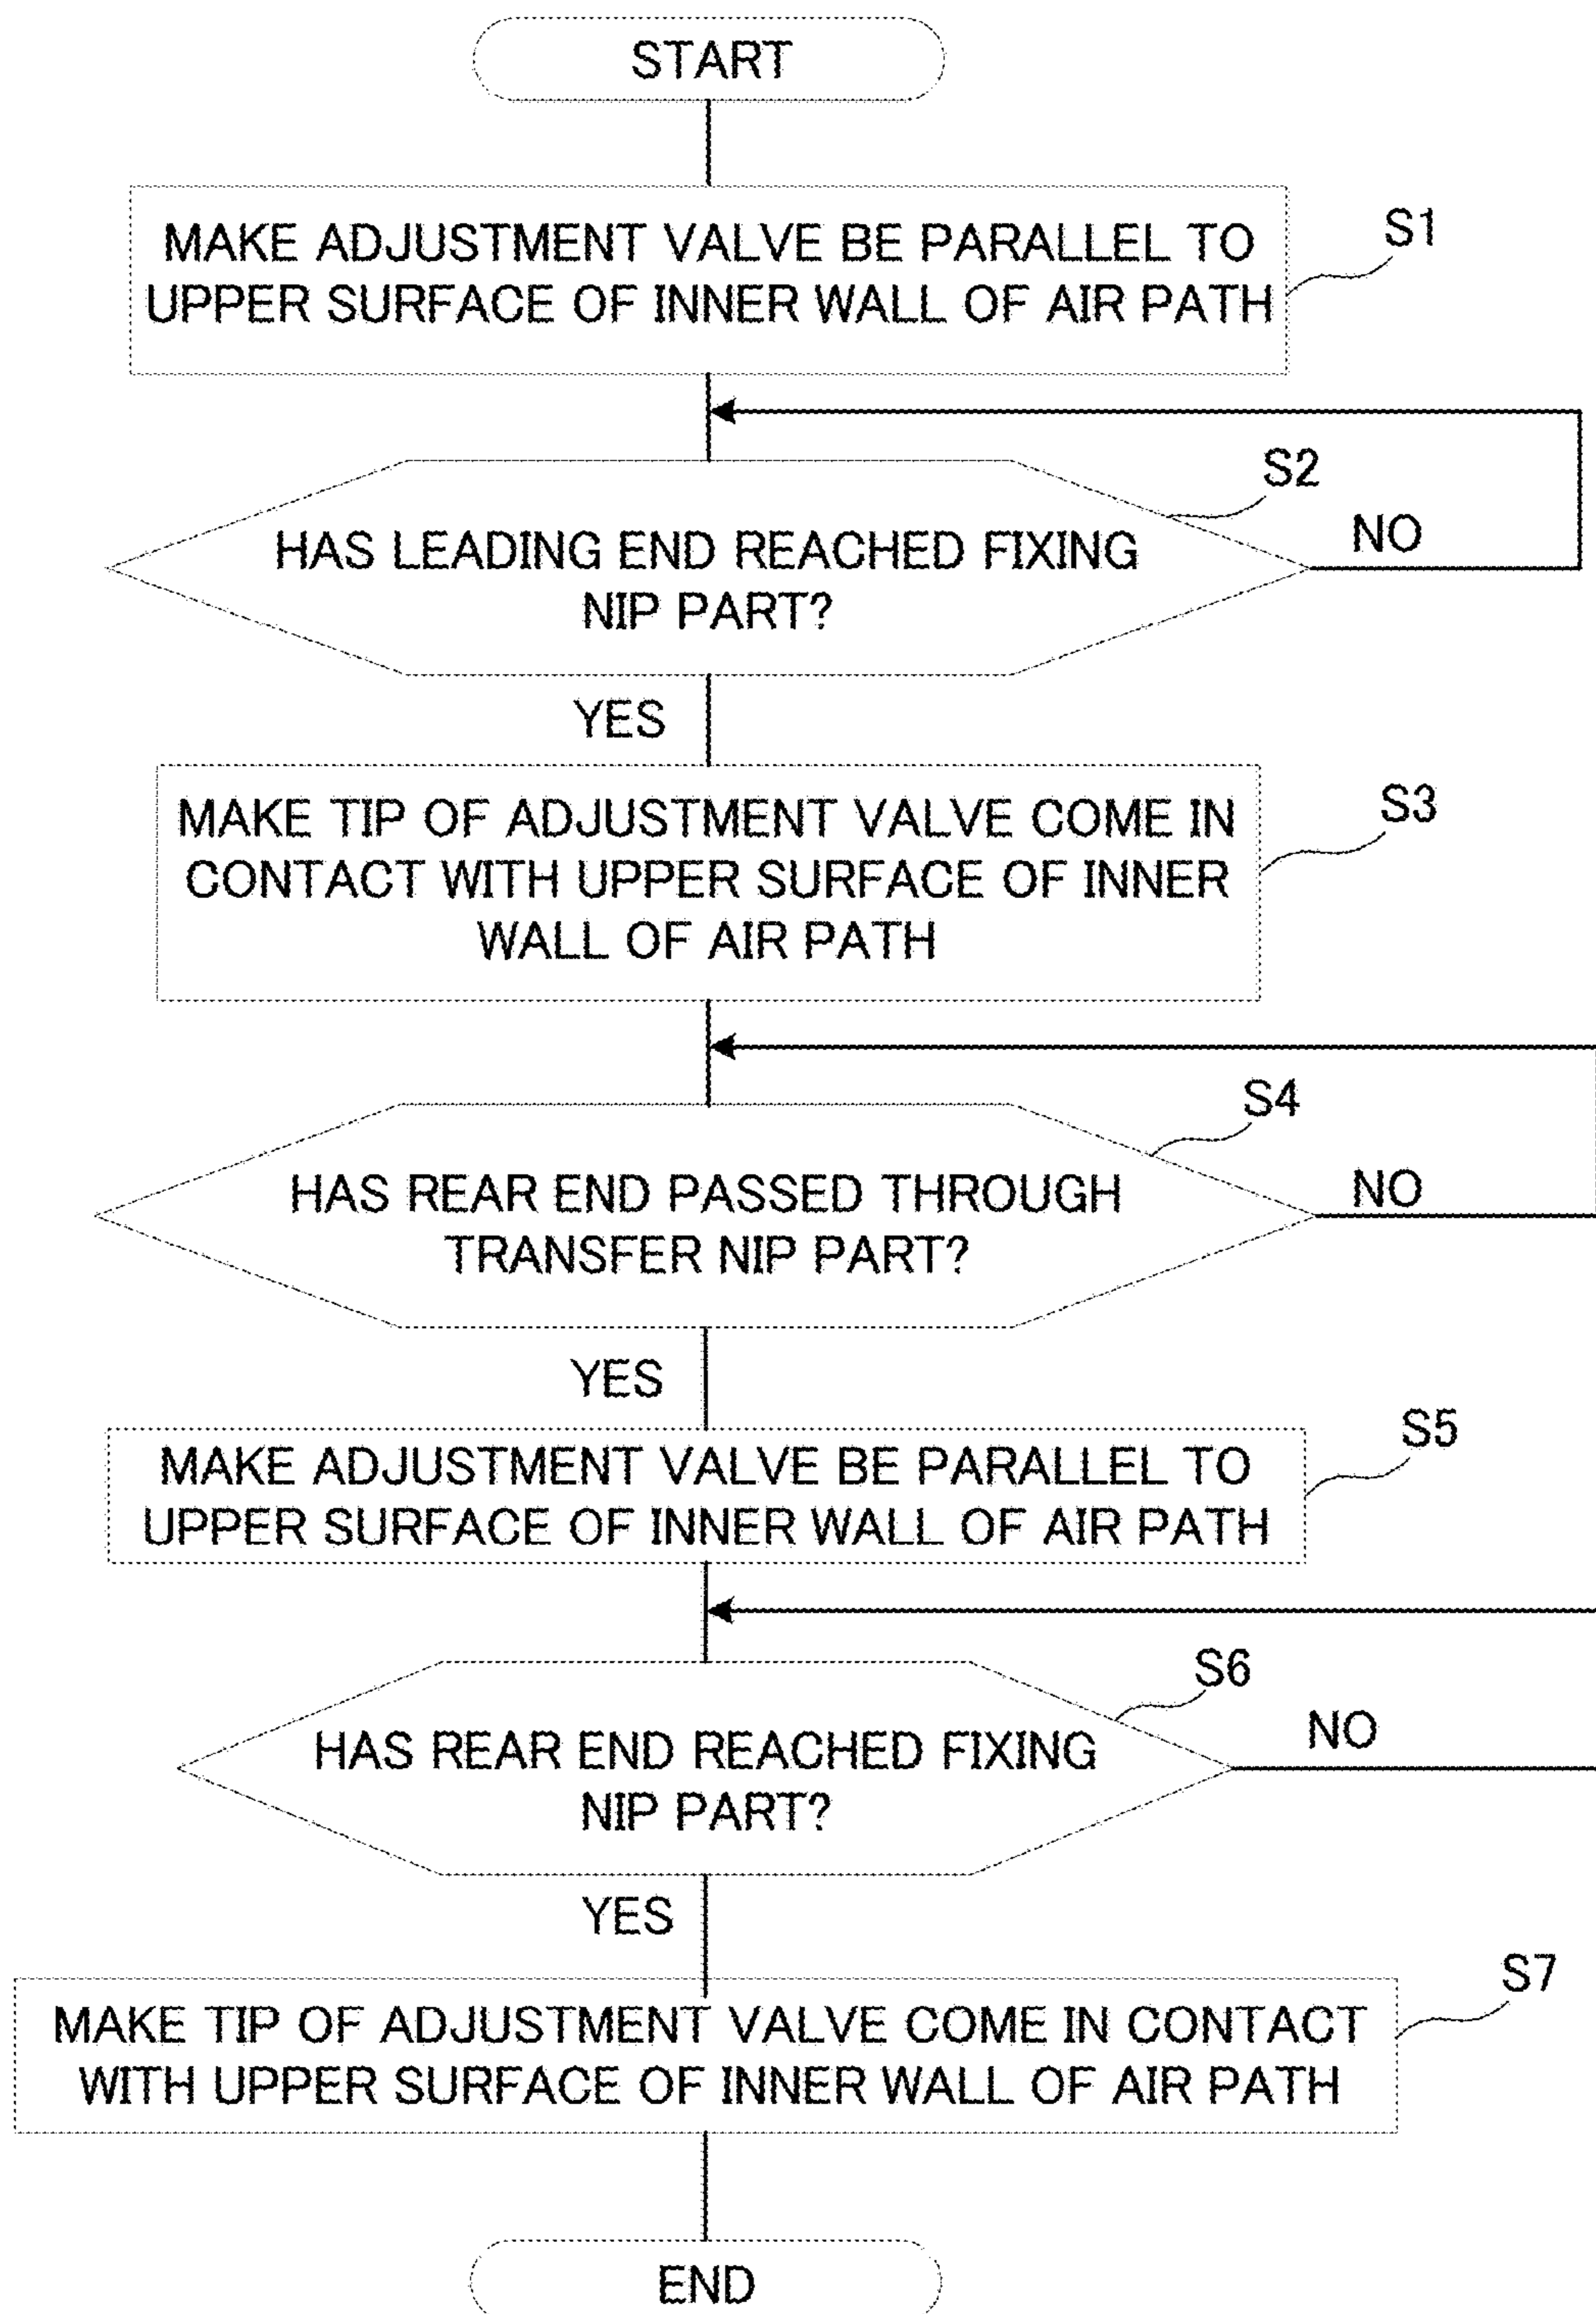 START
MAKE ADJUSTMENT VALVE BE PARALLEL TO
UPPER SURFACE OF INNER WALL OF AIR PATH
S1
HAS LEADING END REACHED FIXING
NIP PART?
S2
NO
YES
MAKE TIP OF ADJUSTMENT VALVE COME IN
CONTACT WITH UPPER SURFACE OF INNER
WALL OF AIR PATH
S3
HAS REAR END PASSED THROUGH
TRANSFER NIP PART?
S4
NO
YES
MAKE ADJUSTMENT VALVE BE PARALLEL TO
UPPER SURFACE OF INNER WALL OF AIR PATH
S5
HAS REAR END REACHED FIXING
NIP PART?
S6
NO
YES
MAKE TIP OF ADJUSTMENT VALVE COME IN CONTACT
WITH UPPER SURFACE OF INNER WALL OF AIR PATH
S7
END